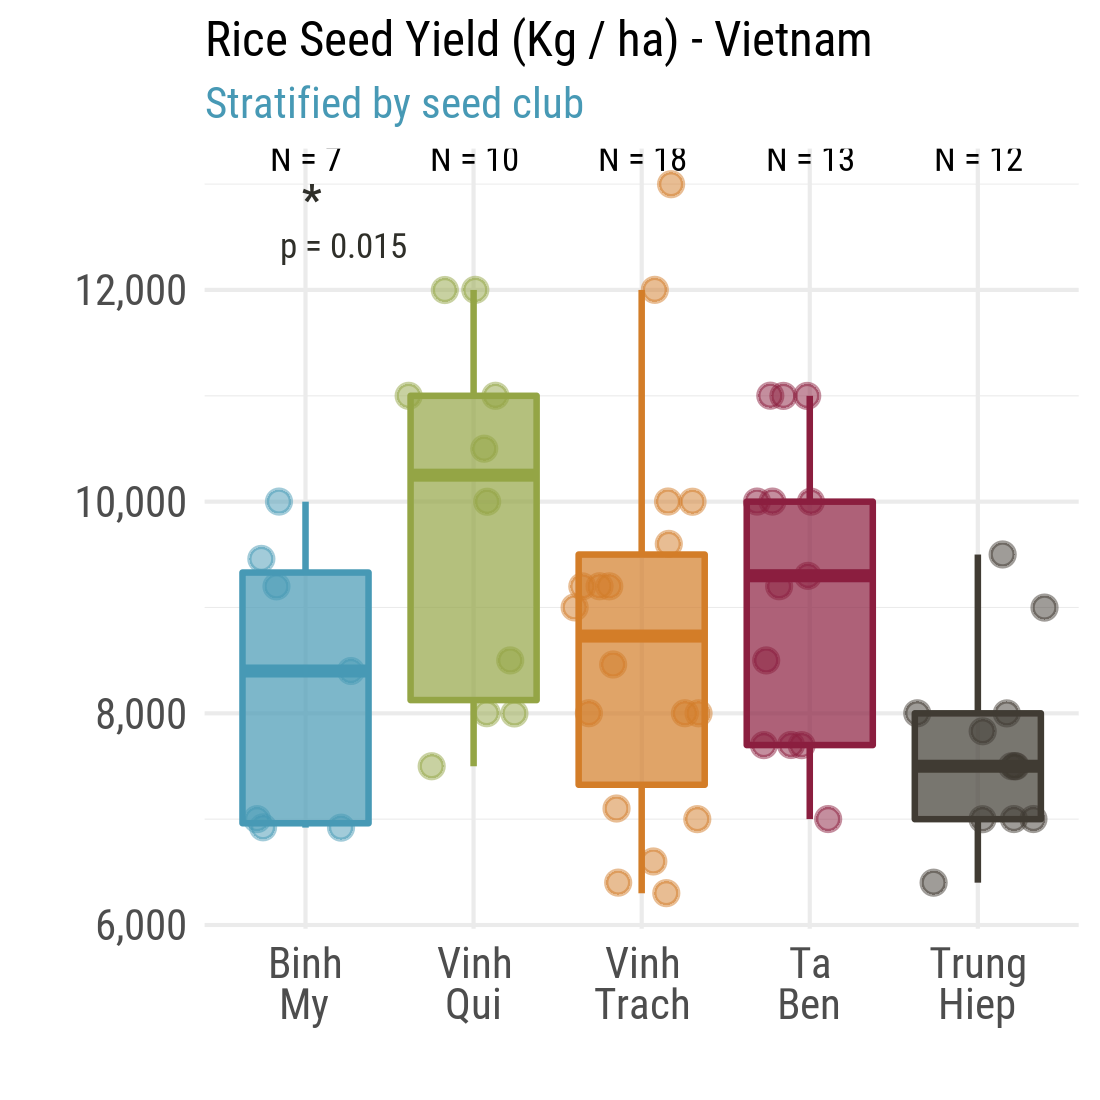 Rice Seed Yield (Kg / ha) - Vietnam
Stratified by seed club
N = 7 N = 10 N = 18 N = 13 N = 12
*
p = 0.015
12,000
10,000
8,000
6,000
Binh My
Vinh Qui
Vinh Trach
Ta Ben
Trung Hiep